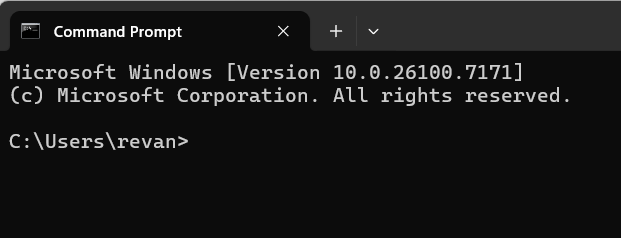 Command Prompt
Microsoft Windows [Version 10.0.26100.7171]
(c) Microsoft Corporation. All rights reserved.
C:\Users\revan>